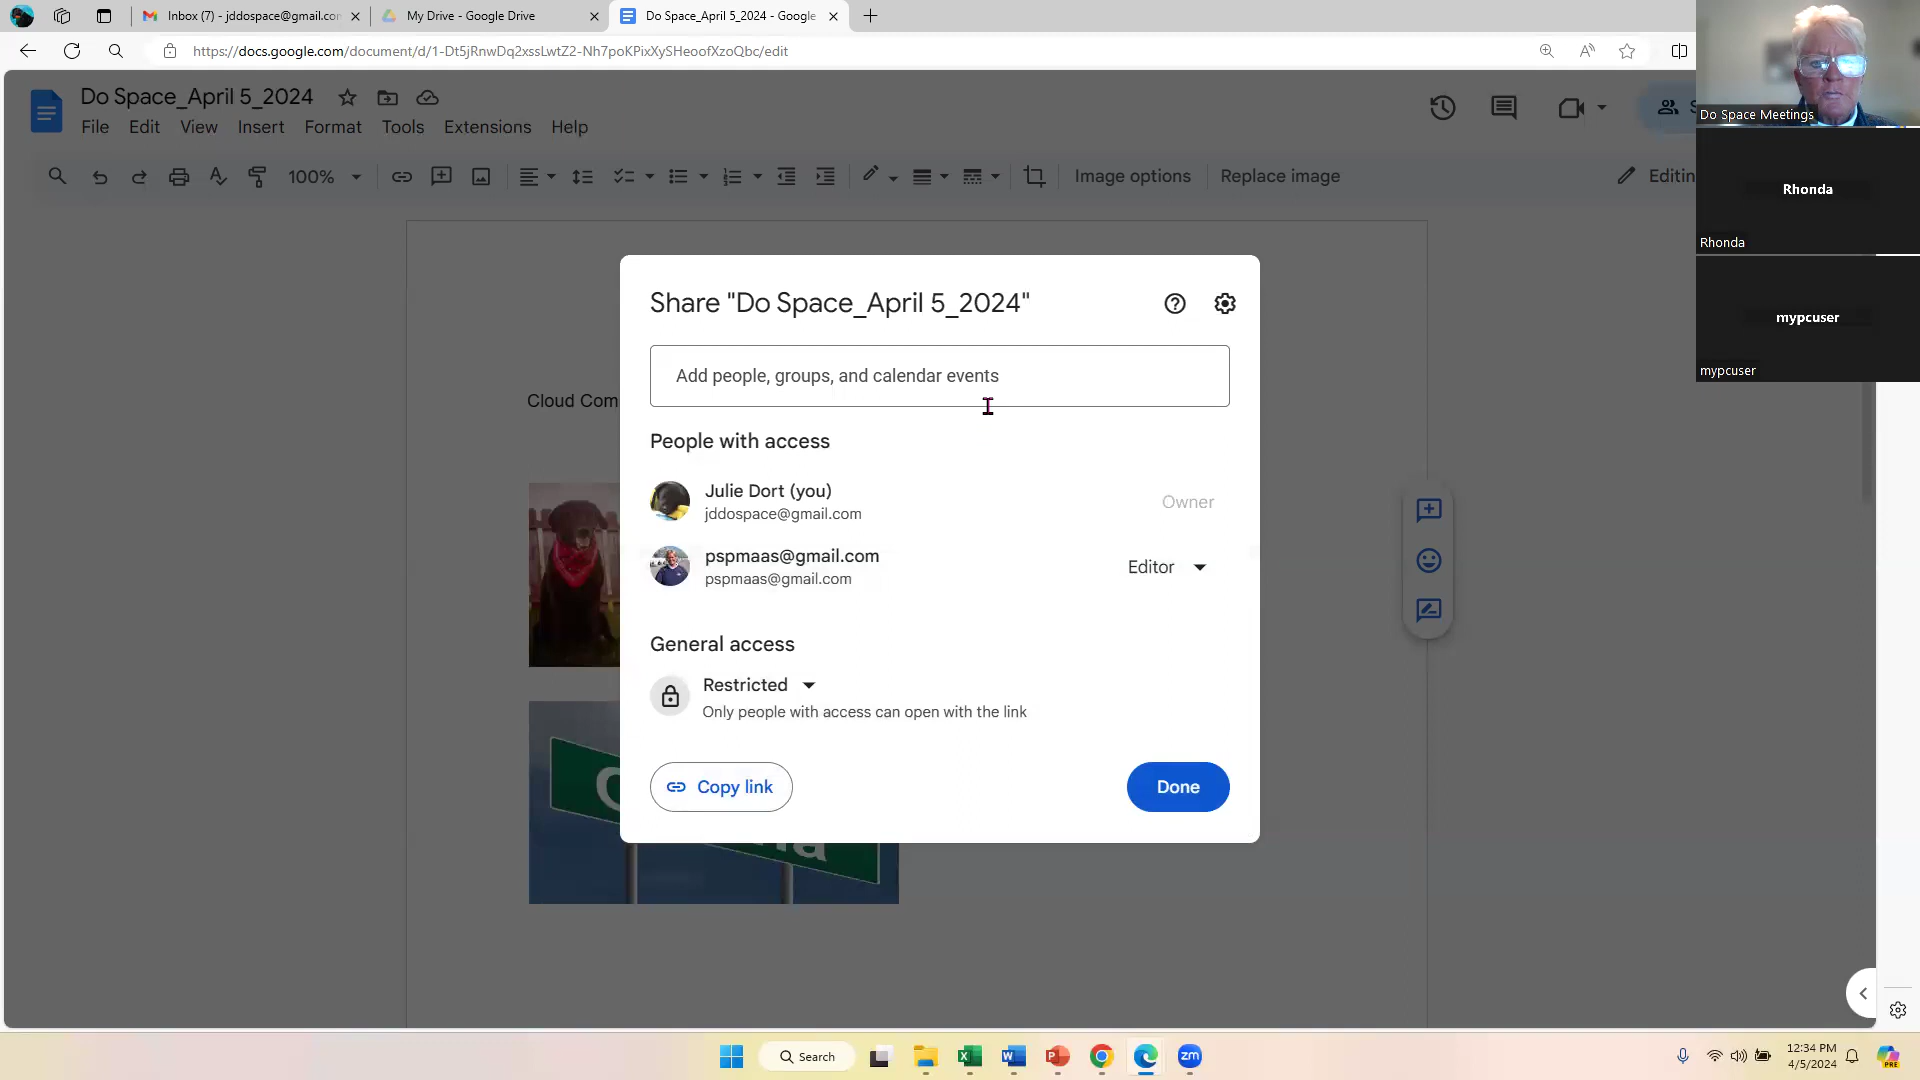 Inbox (7) - jddospace@gmail.con
My Drive - Google Drive
Do Space_April 5_2024 - Google
https://docs.google.com/document/d/1-Dt5jRnwDq2xssLwtZ2-Nh7poKPixXySHeoofXzoQbc/edit
Do Space_April 5_2024
File Edit View Insert Format Tools Extensions Help
100%
Image options
Replace image
Editin
Do Space Meetings
Rhonda
Rhonda
mypcuser
mypcuser
Cloud Com
Share "Do Space_April 5_2024"
Add people, groups, and calendar events
People with access
Julie Dort (you)
jddospace@gmail.com
Owner
pspmaas@gmail.com
pspmaas@gmail.com
Editor
General access
Restricted
Only people with access can open with the link
Copy link
Done
Search
zm
12:34 PM
4/5/2024
PRE